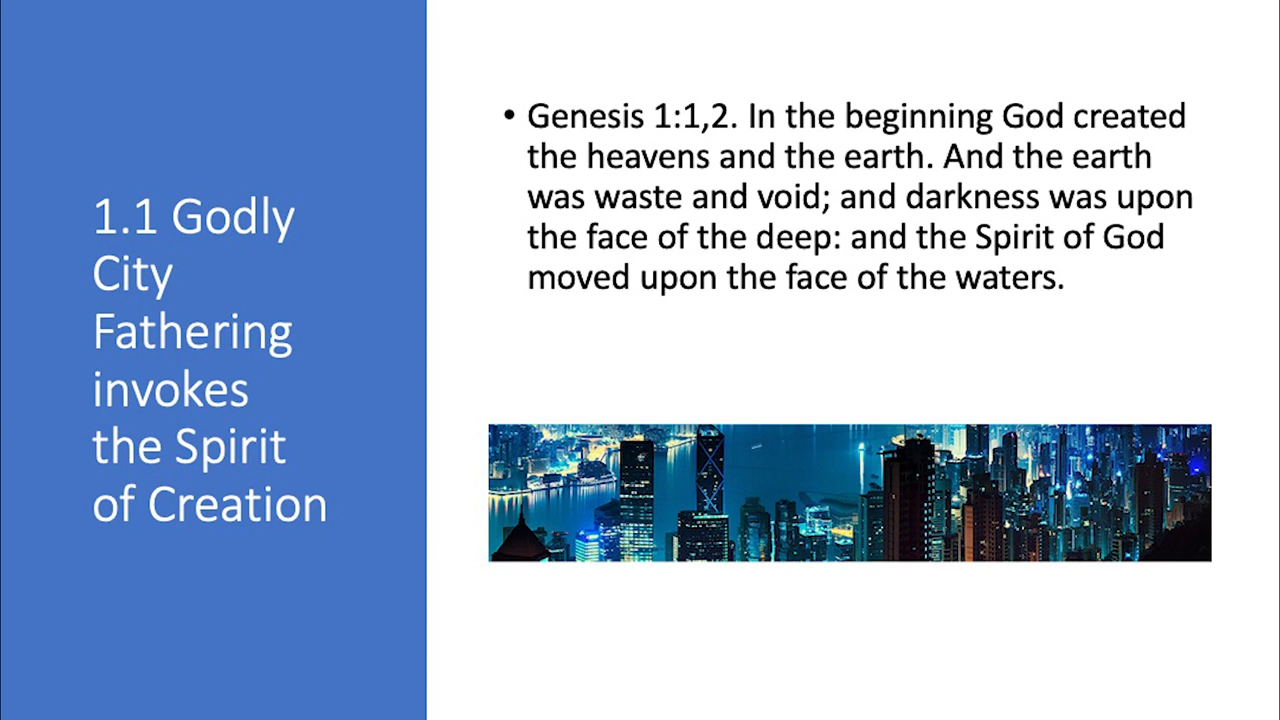 1.1 Godly
City
Fathering
invokes
the Spirit
of Creation
• Genesis 1:1,2. In the beginning God created
the heavens and the earth. And the earth
was waste and void; and darkness was upon
the face of the deep: and the Spirit of God
moved upon the face of the waters.